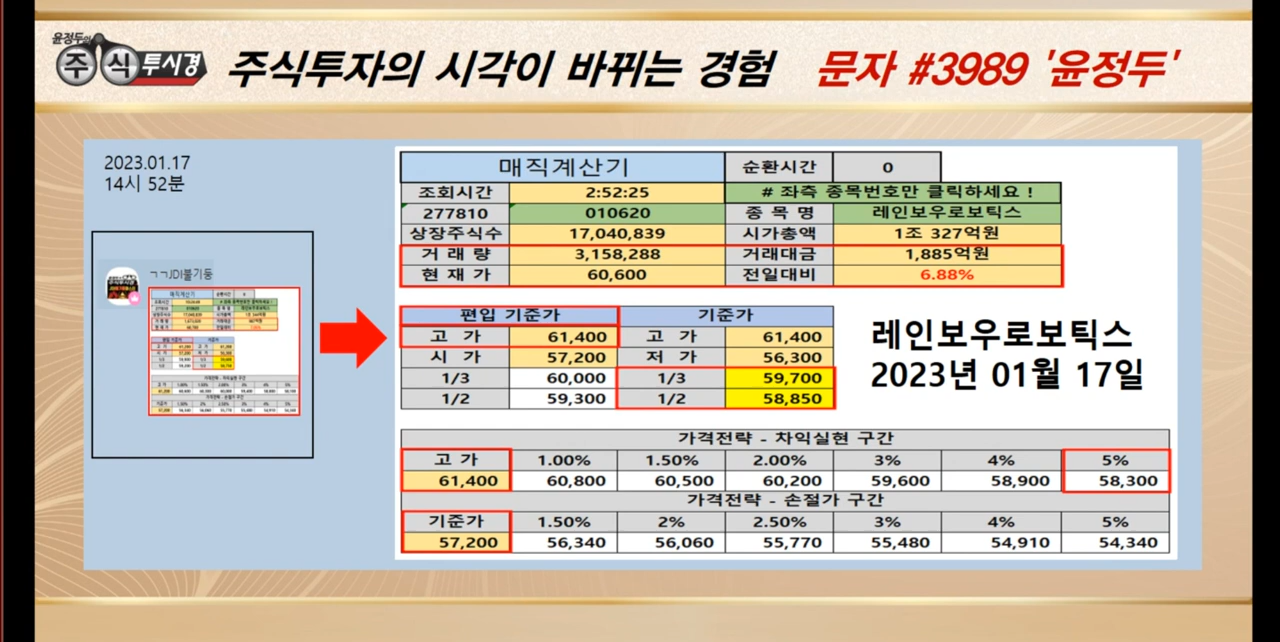 윤정두의
주식투시경
주식투자의 시각이 바뀌는 경험 문자 #3989 '윤정두'
2023.01.17
14시 52분
ㄱㄱJDI불기둥
매직계산기 순환시간 0
조회시간 2:52:25 # 좌측 종목번호만 클릭하세요 !
277810 010620 종 목 명 레인보우로보틱스
상장주식수 17,040,839 시가총액 1조 327억원
거 래 량 3,158,288 거래대금 1,885억원
현 재 가 60,600 전일대비 6.88%
편입 기준가 기준가
고 가 61,400 고 가 61,400
시 가 57,200 저 가 56,300
1/3 60,000 1/3 59,700
1/2 59,300 1/2 58,850
레인보우로보틱스
2023년 01월 17일
가격전략 - 차익실현 구간
고 가 1.00% 1.50% 2.00% 3% 4% 5%
61,400 60,800 60,500 60,200 59,600 58,900 58,300
가격전략 - 손절가 구간
기준가 1.50% 2% 2.50% 3% 4% 5%
57,200 56,340 56,060 55,770 55,480 54,910 54,340